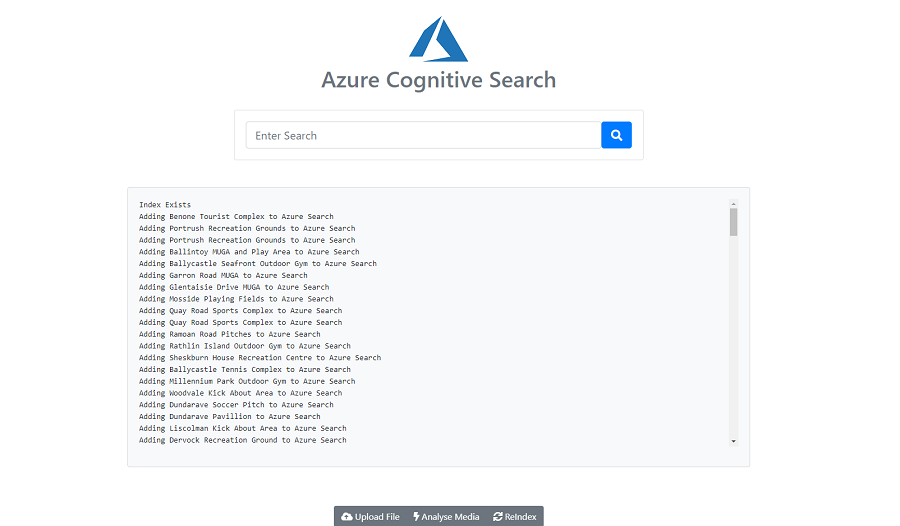 Azure Cognitive Search
Enter Search
Index Exists
Adding Benone Tourist Complex to Azure Search
Adding Portrush Recreation Grounds to Azure Search
Adding Portrush Recreation Grounds to Azure Search
Adding Ballintoy MUGA and Play Area to Azure Search
Adding Ballycastle Seafront Outdoor Gym to Azure Search
Adding Garron Road MUGA to Azure Search
Adding Glentaisie Drive MUGA to Azure Search
Adding Mosside Playing Fields to Azure Search
Adding Quay Road Sports Complex to Azure Search
Adding Quay Road Sports Complex to Azure Search
Adding Ramoan Road Pitches to Azure Search
Adding Rathlin Island Outdoor Gym to Azure Search
Adding Sheskburn House Recreation Centre to Azure Search
Adding Ballycastle Tennis Complex to Azure Search
Adding Millennium Park Outdoor Gym to Azure Search
Adding Woodvale Kick About Area to Azure Search
Adding Dundarave Soccer Pitch to Azure Search
Adding Dundarave Pavillion to Azure Search
Adding Liscolman Kick About Area to Azure Search
Adding Dervock Recreation Ground to Azure Search
Upload File Analyse Media ReIndex